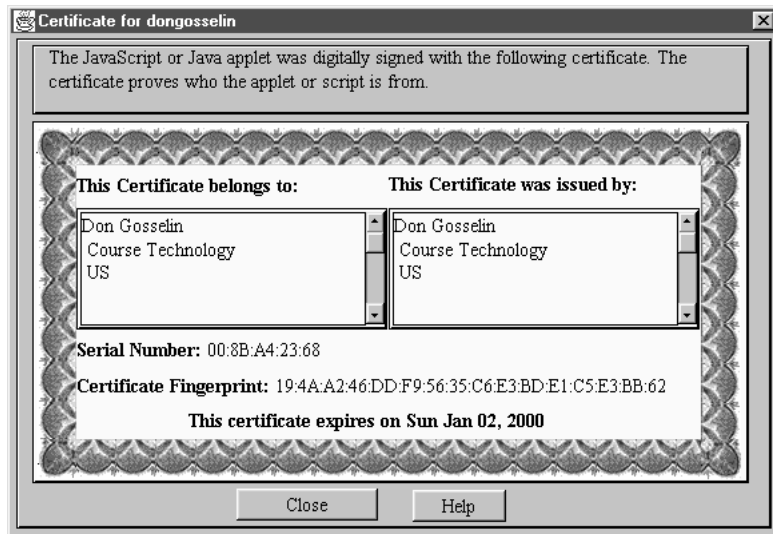 Certificate for dongosselin
The JavaScript or Java applet was digitally signed with the following certificate. The
certificate proves who the applet or script is from.
This Certificate belongs to:
This Certificate was issued by:
Don Gosselin
Course Technology
US
Don Gosselin
Course Technology
US
Serial Number: 00:8B:A4:23:68
Certificate Fingerprint: 19:4A:A2:46:DD:F9:56:35:C6:E3:BD:E1:C5:E3:BB:62
This certificate expires on Sun Jan 02, 2000
Close
Help